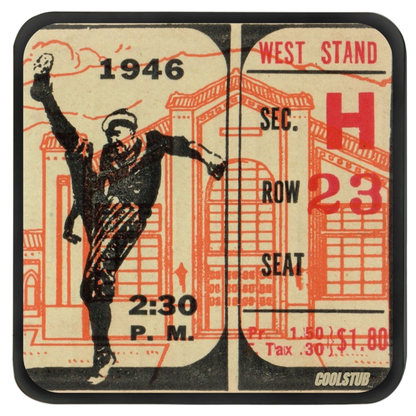 1946
2:30
P. M.
WEST STAND
SEC. H
ROW 23
SEAT
Pr. 1.50 $1.80
Tax .30
COOLSTUB